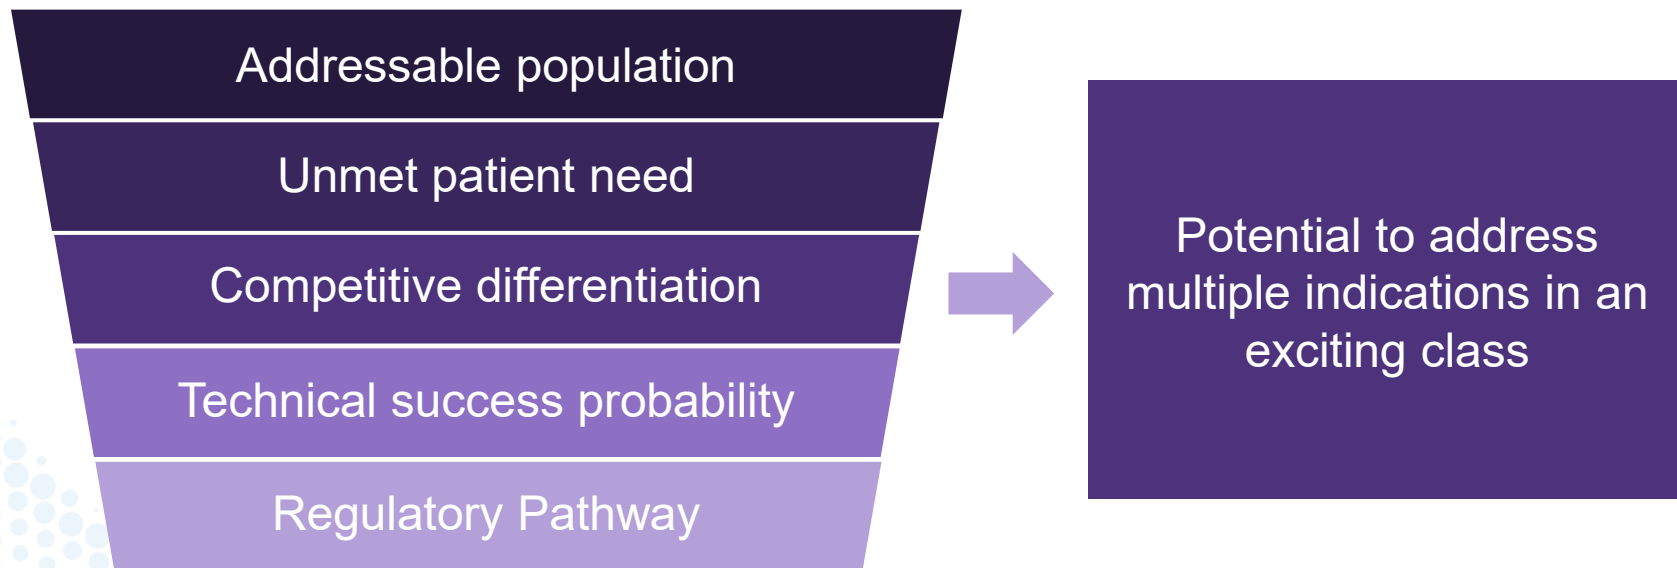 Addressable population
Unmet patient need
Competitive differentiation
Technical success probability
Regulatory Pathway
Potential to address
multiple indications in an
exciting class